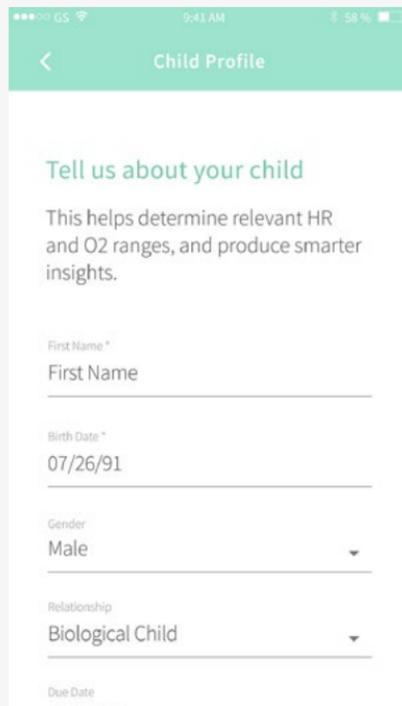 GS 9:41 AM 58 %
Child Profile
Tell us about your child
This helps determine relevant HR
and O2 ranges, and produce smarter
insights.
First Name *
First Name
Birth Date *
07/26/91
Gender
Male
Relationship
Biological Child
Due Date